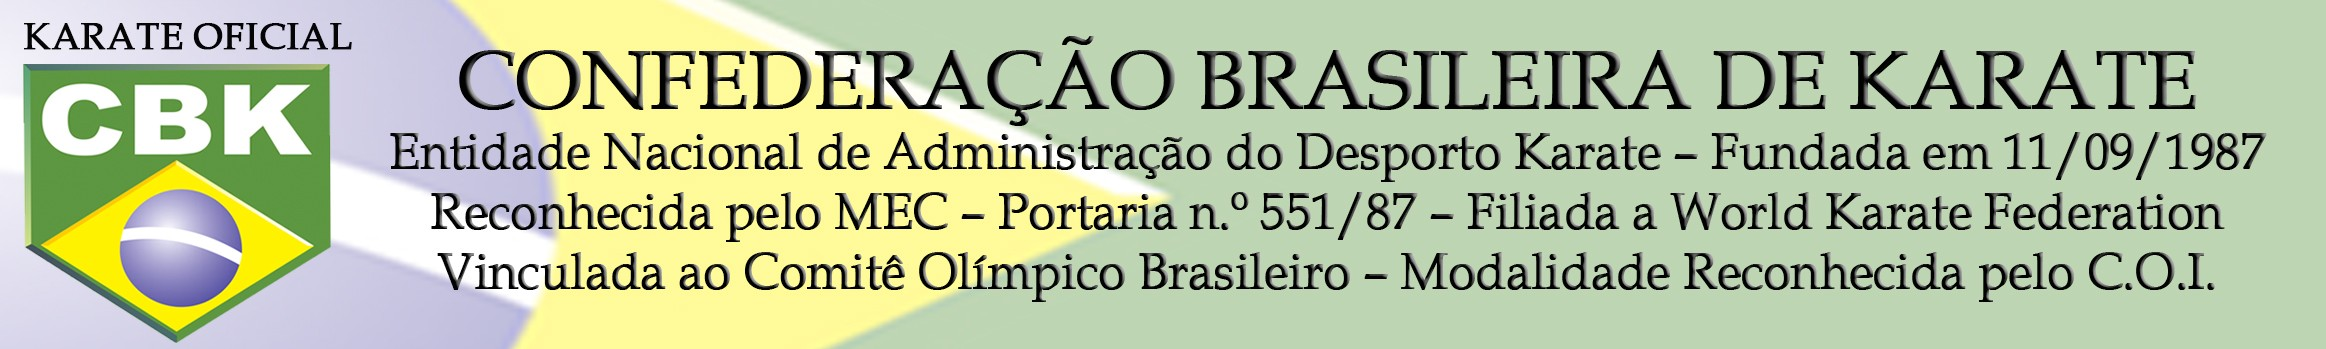 KARATE OFICIAL
CBK
CONFEDERAÇÃO BRASILEIRA DE KARATE
Entidade Nacional de Administração do Desporto Karate – Fundada em 11/09/1987
Reconhecida pelo MEC – Portaria n.º 551/87 – Filiada a World Karate Federation
Vinculada ao Comitê Olímpico Brasileiro – Modalidade Reconhecida pelo C.O.I.